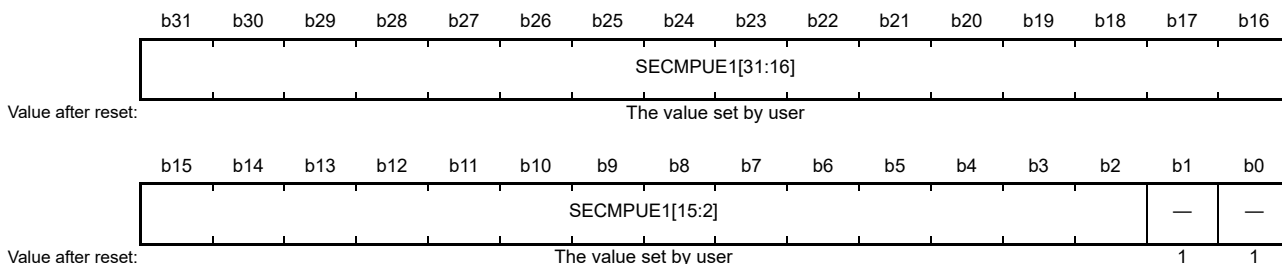 b31 b30 b29 b28 b27 b26 b25 b24 b23 b22 b21 b20 b19 b18 b17 b16
SECMPUE1[31:16]
Value after reset: The value set by user
b15 b14 b13 b12 b11 b10 b9 b8 b7 b6 b5 b4 b3 b2 b1 b0
SECMPUE1[15:2] — —
Value after reset: The value set by user 1 1